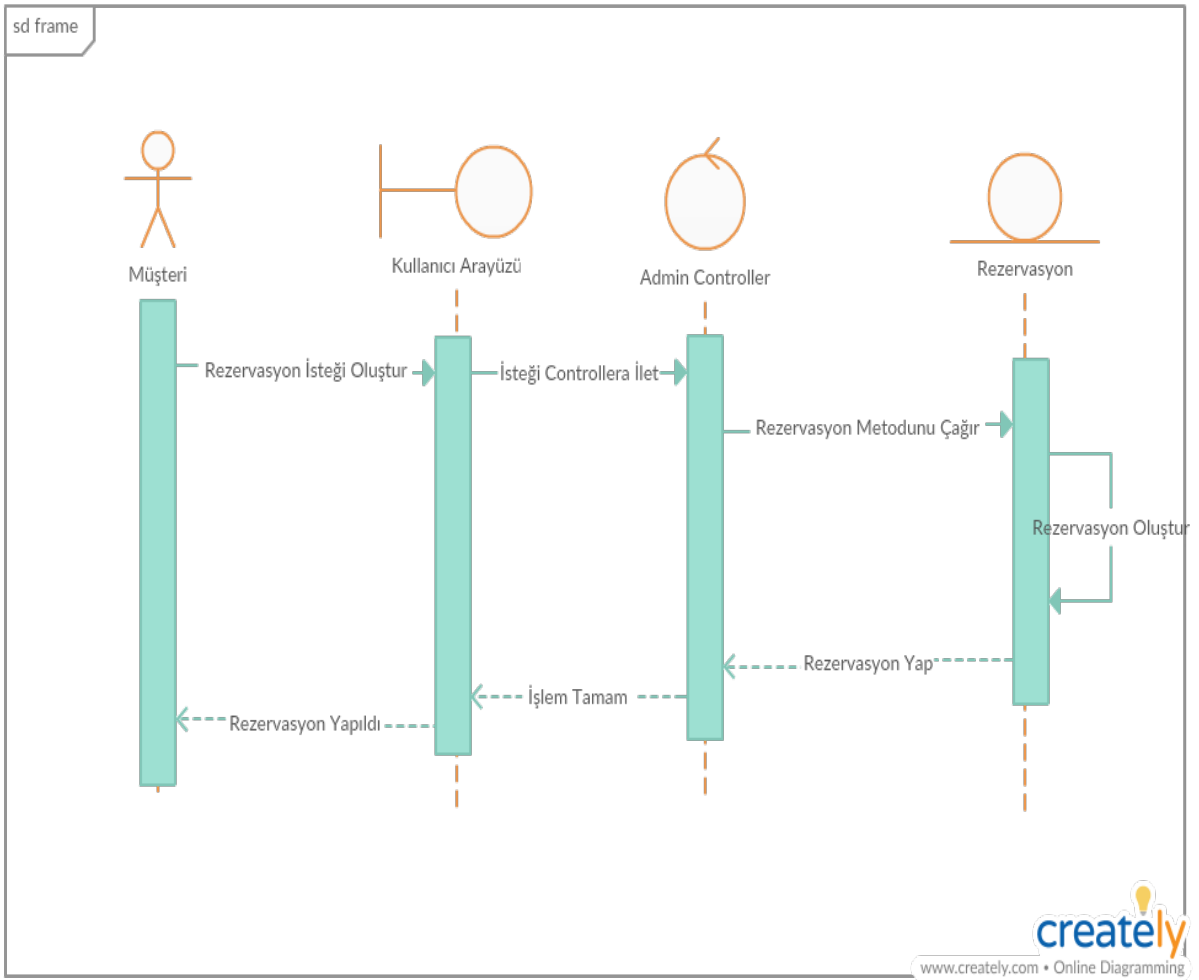 sd frame
Müşteri
Kullanıcı Arayüzü
Admin Controller
Rezervasyon
Rezervasyon İsteği Oluştur
İsteği Controllera İlet
Rezervasyon Metodunu Çağır
Rezervasyon Oluştur
Rezervasyon Yap
İşlem Tamam
Rezervasyon Yapıldı
creately
www.creately.com • Online Diagramming